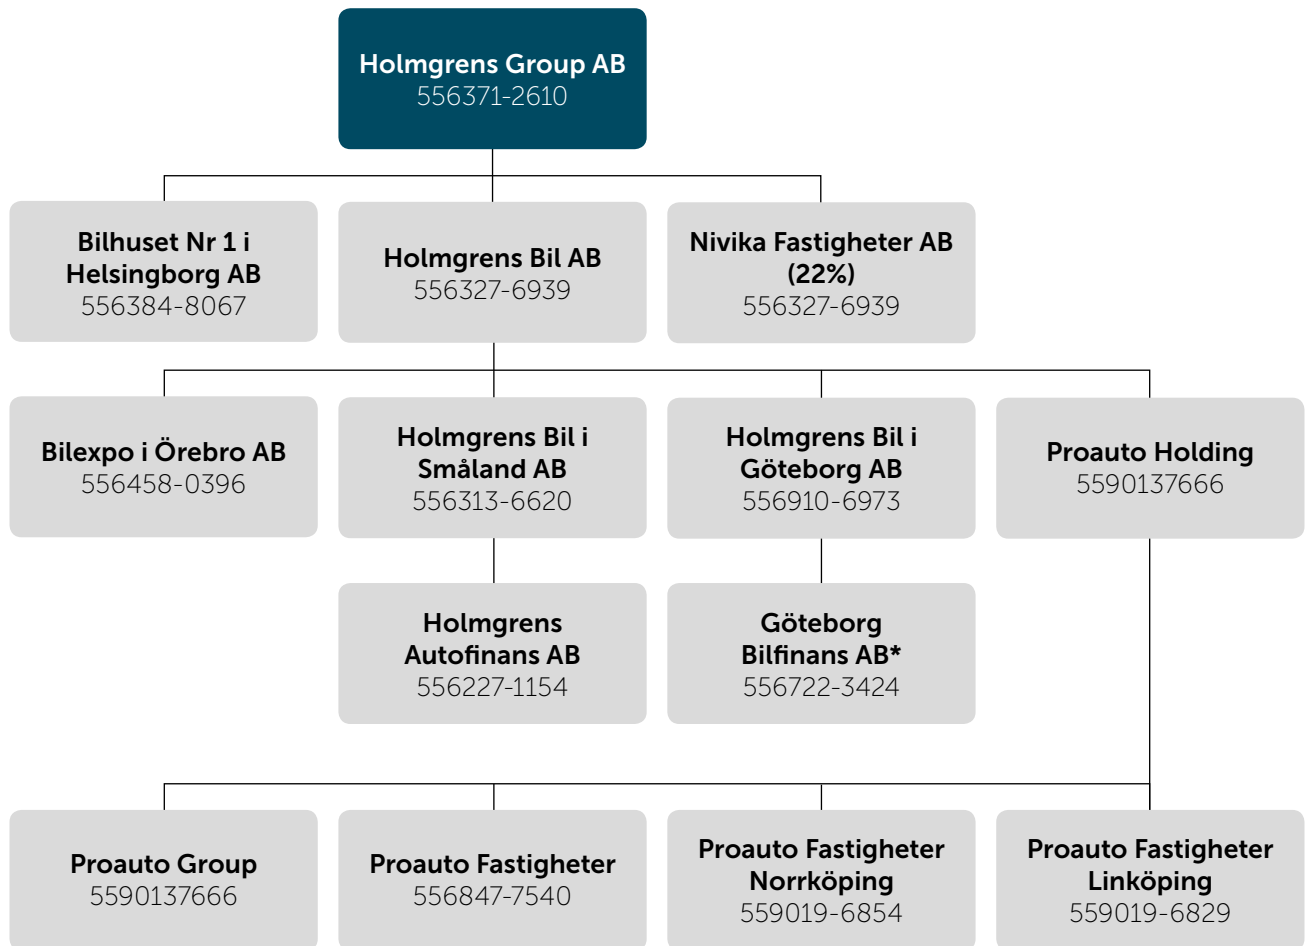 Holmgrens Group AB
556371-2610
Bilhuset Nr 1 i
Helsingborg AB
556384-8067
Holmgrens Bil AB
556327-6939
Nivika Fastigheter AB
(22%)
556327-6939
Bilexpo i Örebro AB
556458-0396
Holmgrens Bil i
Småland AB
556313-6620
Holmgrens Bil i
Göteborg AB
556910-6973
Proauto Holding
5590137666
Holmgrens
Autofinans AB
556227-1154
Göteborg
Bilfinans AB*
556722-3424
Proauto Group
5590137666
Proauto Fastigheter
556847-7540
Proauto Fastigheter
Norrköping
559019-6854
Proauto Fastigheter
Linköping
559019-6829